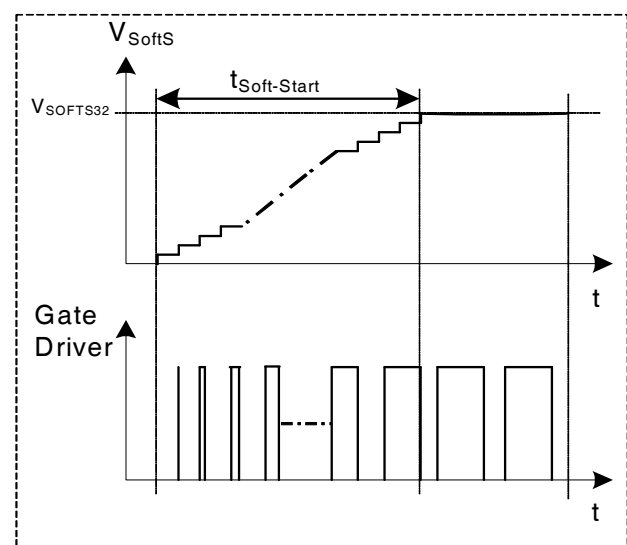 V_SoftS
t_Soft-Start
V_SOFTS32
t
Gate
Driver
t